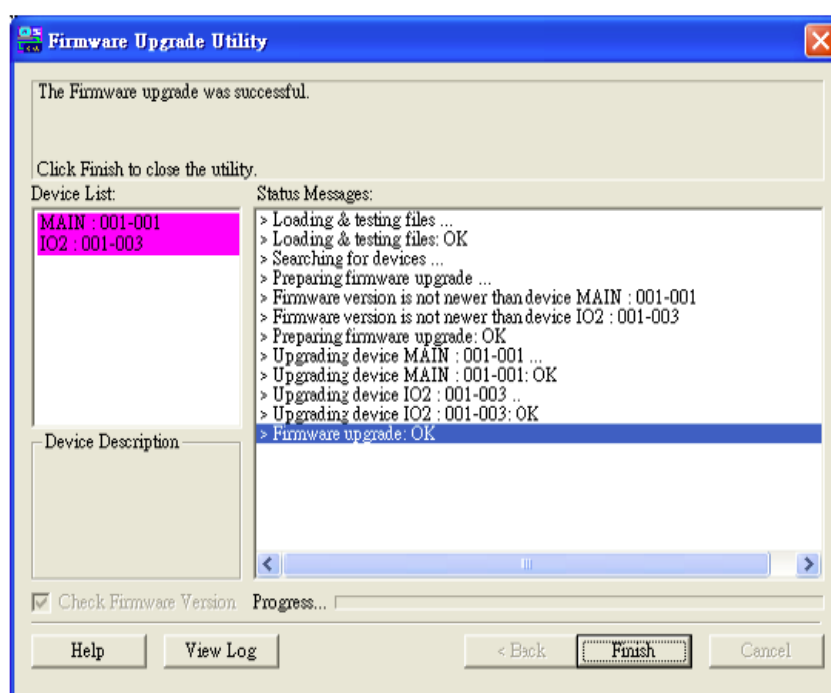 Firmware Upgrade Utility
The Firmware upgrade was successful.
Click Finish to close the utility.
Device List:
MAIN : 001-001
IO2 : 001-003
Status Messages:
> Loading & testing files ...
> Loading & testing files: OK
> Searching for devices ...
> Preparing firmware upgrade ...
> Firmware version is not newer than device MAIN : 001-001
> Firmware version is not newer than device IO2 : 001-003
> Preparing firmware upgrade: OK
> Upgrading device MAIN : 001-001 ...
> Upgrading device MAIN : 001-001: OK
> Upgrading device IO2 : 001-003 ..
> Upgrading device IO2 : 001-003: OK
> Firmware upgrade: OK
Device Description
Check Firmware Version
Progress...
Help
View Log
< Back
Finish
Cancel